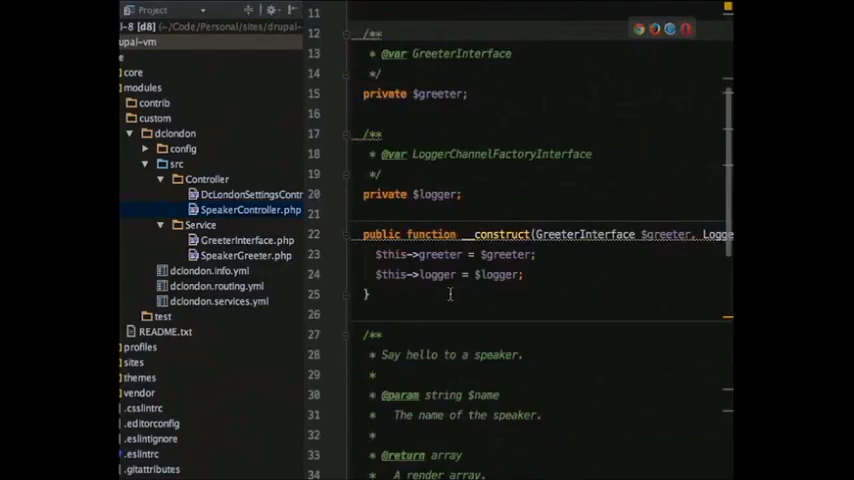 Project
l-8 [d8] (~/Code/Personal/sites/drupal-
upal-vm
e
core
modules
contrib
custom
dclondon
config
src
Controller
DcLondonSettingsContr
SpeakerController.php
Service
GreeterInterface.php
SpeakerGreeter.php
dclondon.info.yml
dclondon.routing.yml
dclondon.services.yml
test
README.txt
profiles
sites
themes
vendor
.csslintrc
.editorconfig
.eslintignore
.eslintrc
.gitattributes
11
12 /**
13 * @var GreeterInterface
14 */
15 private $greeter;
16
17 /**
18 * @var LoggerChannelFactoryInterface
19 */
20 private $logger;
21
22 public function __construct(GreeterInterface $greeter, Logge
23 $this->greeter = $greeter;
24 $this->logger = $logger;
25 }
26
27 /**
28 * Say hello to a speaker.
29 *
30 * @param string $name
31 * The name of the speaker.
32 *
33 * @return array
34 * A render array.